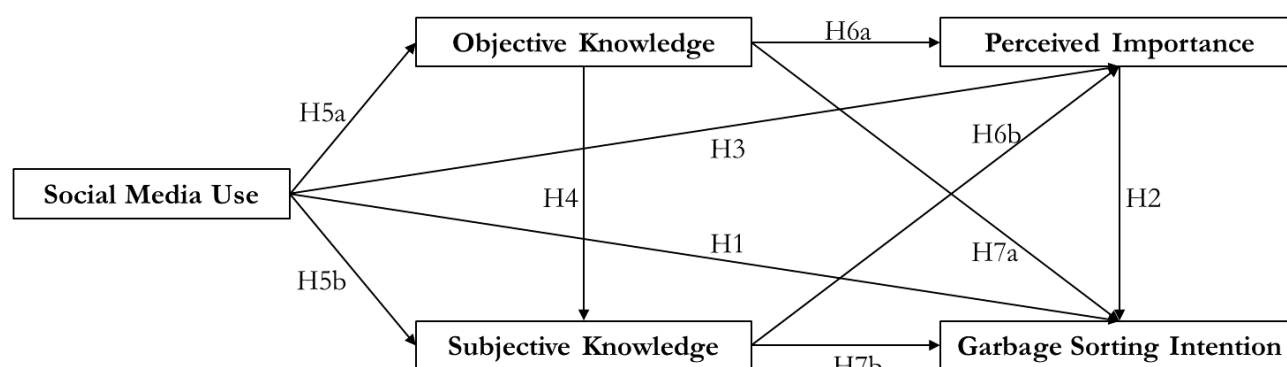 Objective Knowledge
H6a
Perceived Importance
H5a
H3
H6b
Social Media Use
H4
H2
H1
H7a
H5b
Subjective Knowledge
H7b
Garbage Sorting Intention